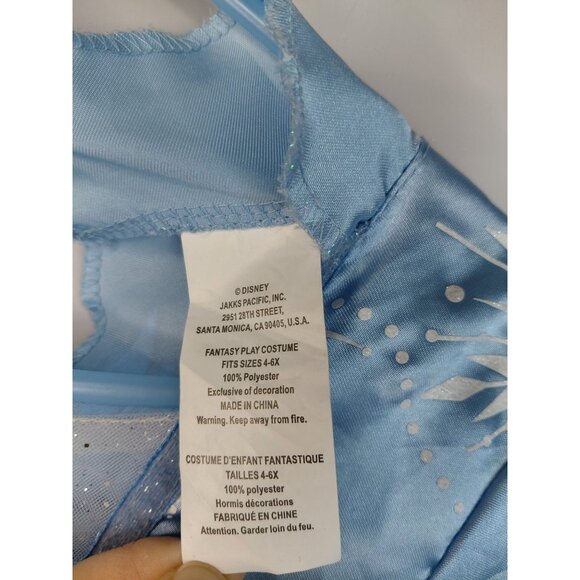 © DISNEY
JAKKS PACIFIC, INC.
2951 28TH STREET,
SANTA MONICA, CA 90405, U.S.A.
FANTASY PLAY COSTUME
FITS SIZES 4-6X
100% Polyester
Exclusive of decoration
MADE IN CHINA
Warning. Keep away from fire.
COSTUME D'ENFANT FANTASTIQUE
TAILLES 4-6X
100% polyester
Hormis décorations
FABRIQUÉ EN CHINE
Attention. Garder loin du feu.